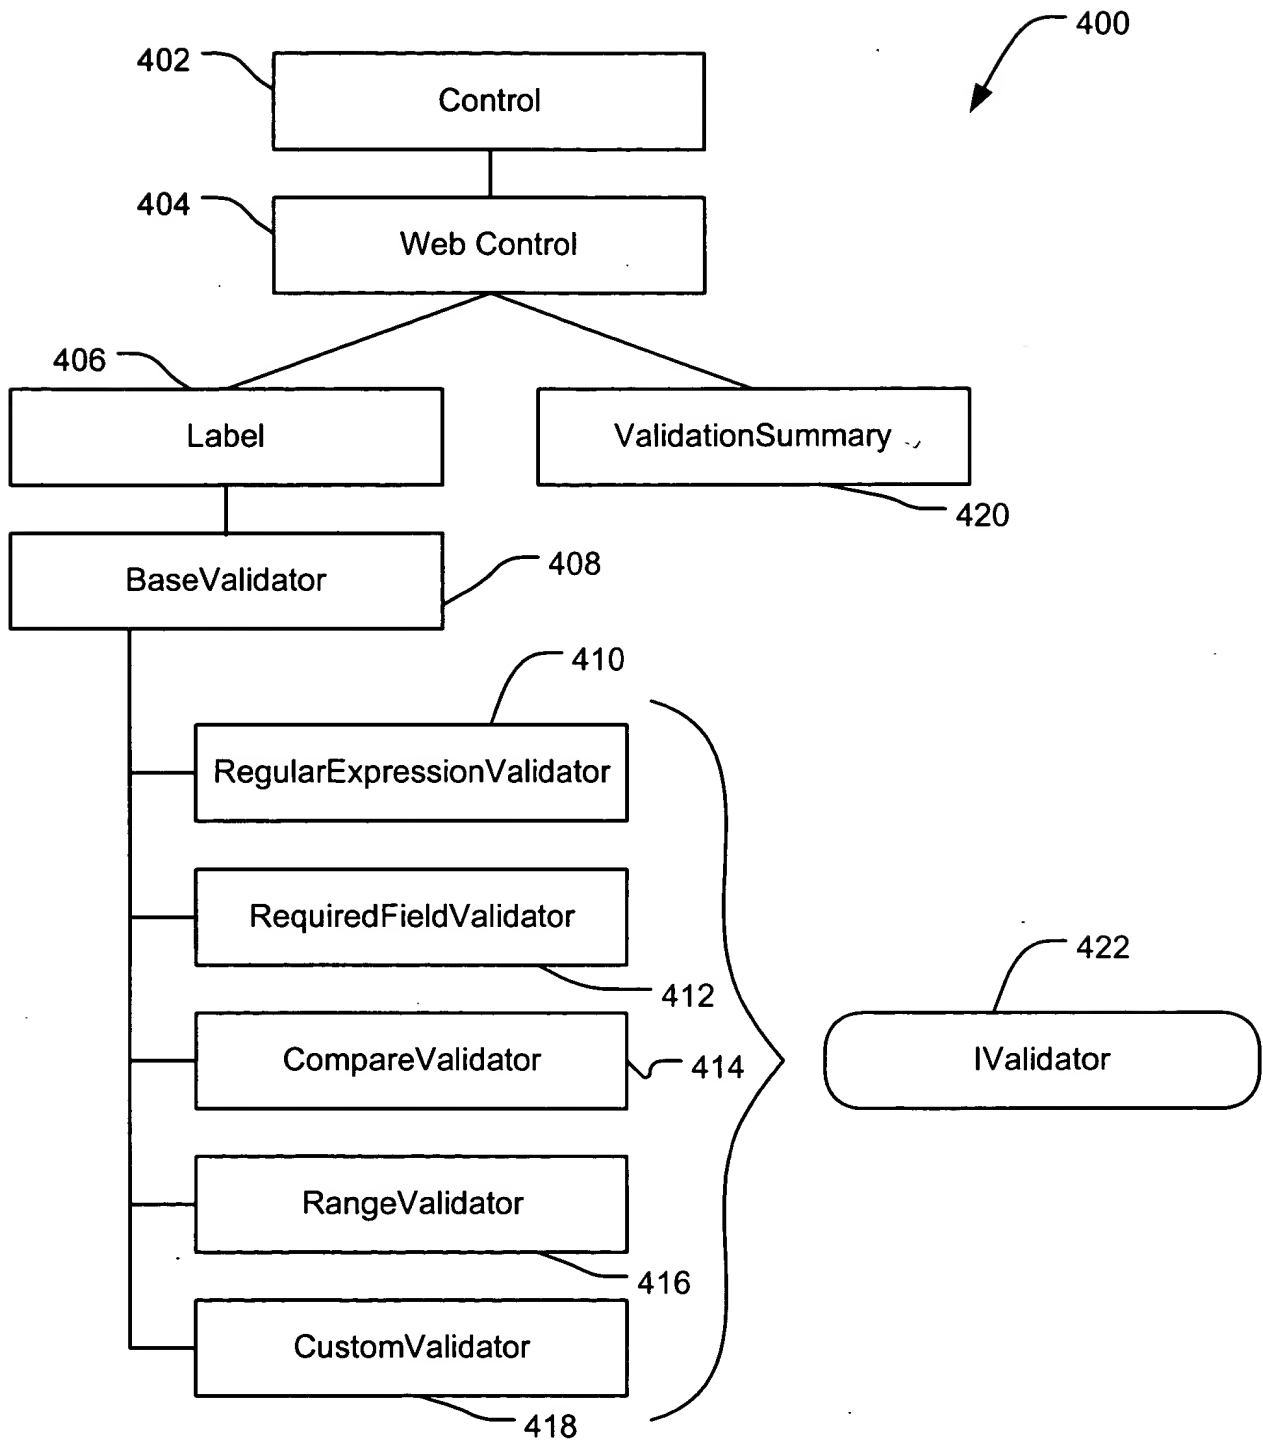 400
402
Control
404
Web Control
406
Label
ValidationSummary
420
BaseValidator
408
410
RegularExpressionValidator
RequiredFieldValidator
412
422
CompareValidator
414
IValidator
RangeValidator
416
CustomValidator
418